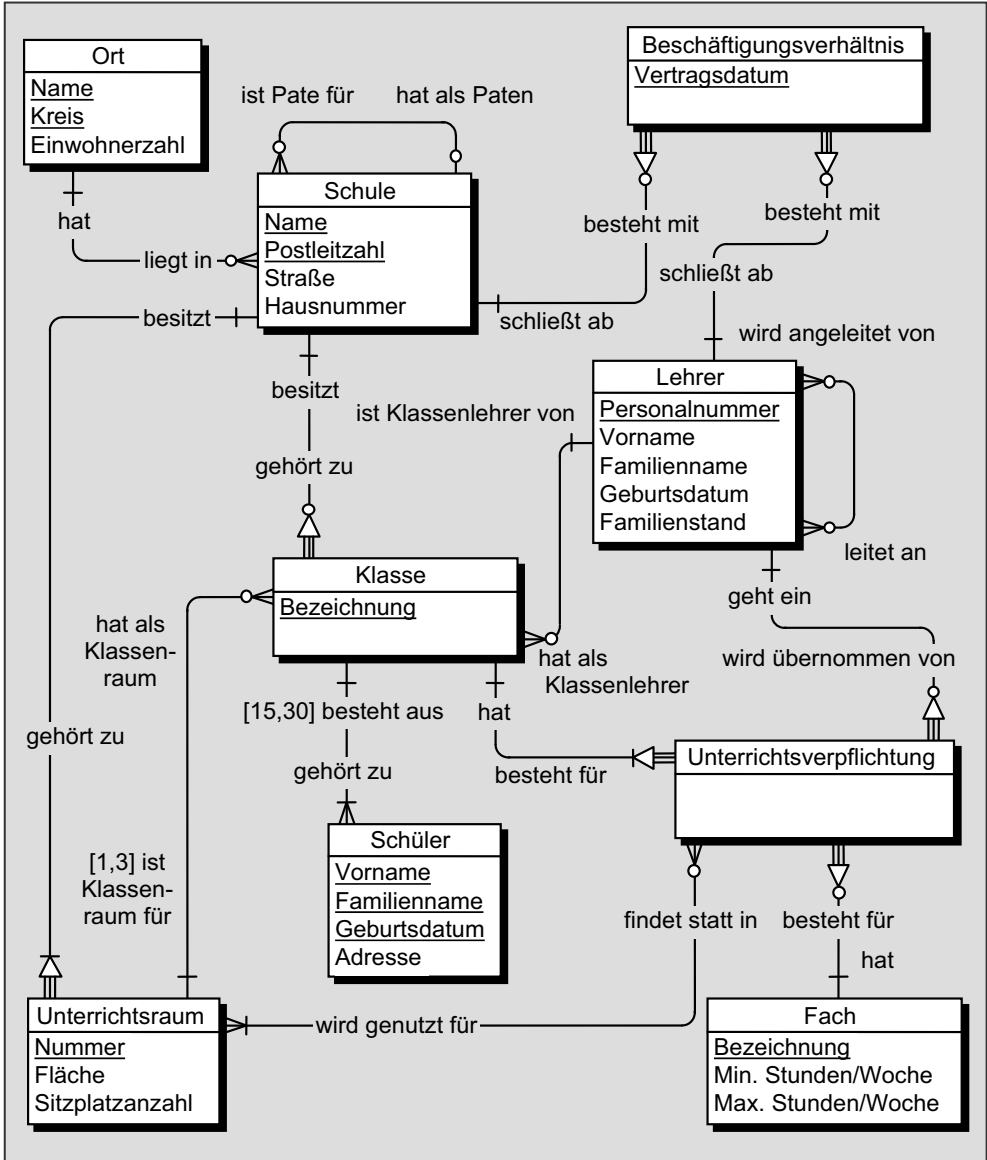 Ort
Name
Kreis
Einwohnerzahl
Beschäftigungsverhältnis
Vertragsdatum
ist Pate für
hat als Paten
Schule
Name
Postleitzahl
Straße
Hausnummer
hat
liegt in
besteht mit
besteht mit
schließt ab
schließt ab
besitzt
besitzt
gehört zu
wird angeleitet von
Lehrer
Personalnummer
Vorname
Familienname
Geburtsdatum
Familienstand
ist Klassenlehrer von
leitet an
geht ein
wird übernommen von
Klasse
Bezeichnung
hat als
Klassenlehrer
hat als
Klassen-
raum
gehört zu
[15,30] besteht aus
gehört zu
hat
besteht für
Unterrichtsverpflichtung
Schüler
Vorname
Familienname
Geburtsdatum
Adresse
[1,3] ist
Klassen-
raum für
findet statt in
besteht für
hat
Unterrichtsraum
Nummer
Fläche
Sitzplatzanzahl
wird genutzt für
Fach
Bezeichnung
Min. Stunden/Woche
Max. Stunden/Woche